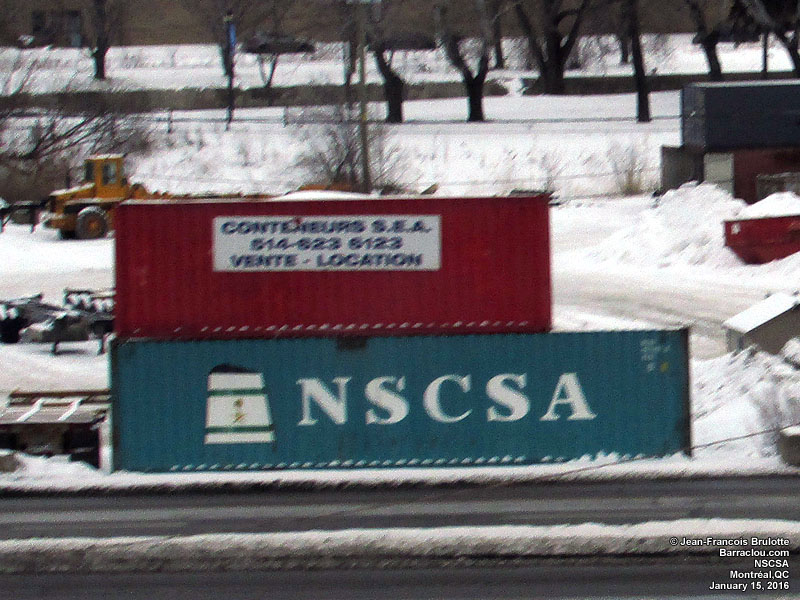 CONTENEURS S.E.A.
514-623 6123
VENTE - LOCATION
NSCSA
© Jean-Francois Brulotte
Barraclou.com
NSCSA
Montréal,QC
January 15, 2016